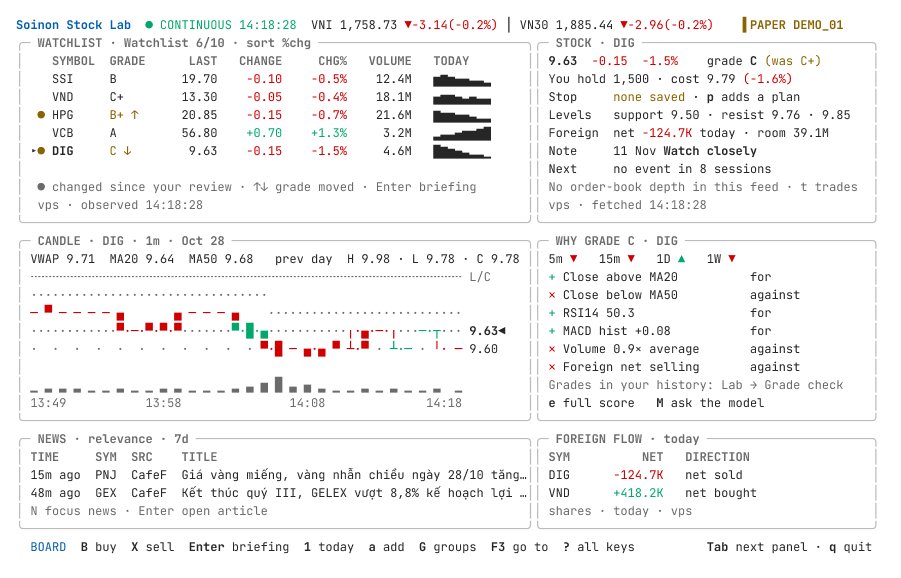 Soinon Stock Lab ● CONTINUOUS 14:18:28 VNI 1,758.73 ▼-3.14(-0.2%) │ VN30 1,885.44 ▼-2.96(-0.2%) ▌PAPER DEMO_01
WATCHLIST · Watchlist 6/10 · sort %chg
SYMBOL GRADE LAST CHANGE CHG% VOLUME TODAY
SSI B 19.70 -0.10 -0.5% 12.4M
VND C+ 13.30 -0.05 -0.4% 18.1M
● HPG B+ ↑ 20.85 -0.15 -0.7% 21.6M
VCB A 56.80 +0.70 +1.3% 3.2M
▸● DIG C ↓ 9.63 -0.15 -1.5% 4.6M
● changed since your review · ↑↓ grade moved · Enter briefing
vps · observed 14:18:28
STOCK · DIG
9.63 -0.15 -1.5% grade C (was C+)
You hold 1,500 · cost 9.79 (-1.6%)
Stop none saved · p adds a plan
Levels support 9.50 · resist 9.76 · 9.85
Foreign net -124.7K today · room 39.1M
Note 11 Nov Watch closely
Next no event in 8 sessions
No order-book depth in this feed · t trades
vps · fetched 14:18:28
CANDLE · DIG · 1m · Oct 28
VWAP 9.71 MA20 9.64 MA50 9.68 prev day H 9.98 · L 9.78 · C 9.78
L/C
9.63◀
9.60
13:49 13:58 14:08 14:18
WHY GRADE C · DIG
5m ▼ 15m ▼ 1D ▲ 1W ▼
+ Close above MA20 for
× Close below MA50 against
+ RSI14 50.3 for
+ MACD hist +0.08 for
× Volume 0.9× average against
× Foreign net selling against
Grades in your history: Lab → Grade check
e full score M ask the model
NEWS · relevance · 7d
TIME SYM SRC TITLE
15m ago PNJ CafeF Giá vàng miếng, vàng nhẫn chiều ngày 28/10 tăng…
48m ago GEX CafeF Kết thúc quý III, GELEX vượt 8,8% kế hoạch lợi …
N focus news · Enter open article
FOREIGN FLOW · today
SYM NET DIRECTION
DIG -124.7K net sold
VND +418.2K net bought
shares · today · vps
BOARD B buy X sell Enter briefing 1 today a add G groups F3 go to ? all keys Tab next panel · q quit